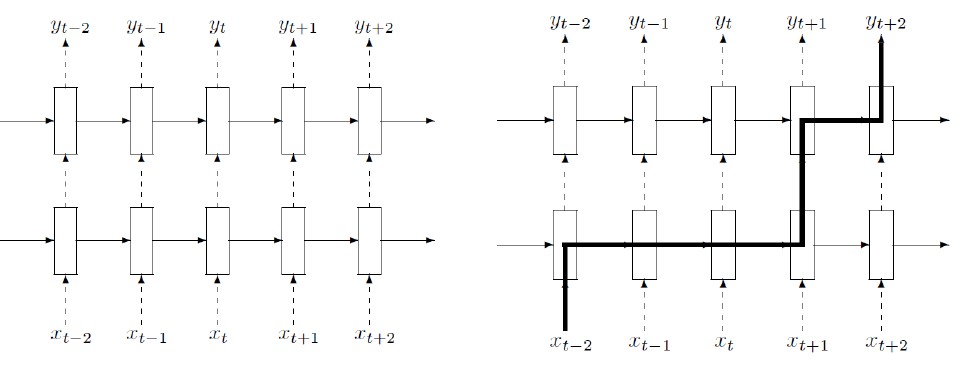 y_{t−2} y_{t−1} y_t y_{t+1} y_{t+2}
x_{t−2} x_{t−1} x_t x_{t+1} x_{t+2}
y_{t−2} y_{t−1} y_t y_{t+1} y_{t+2}
x_{t−2} x_{t−1} x_t x_{t+1} x_{t+2}